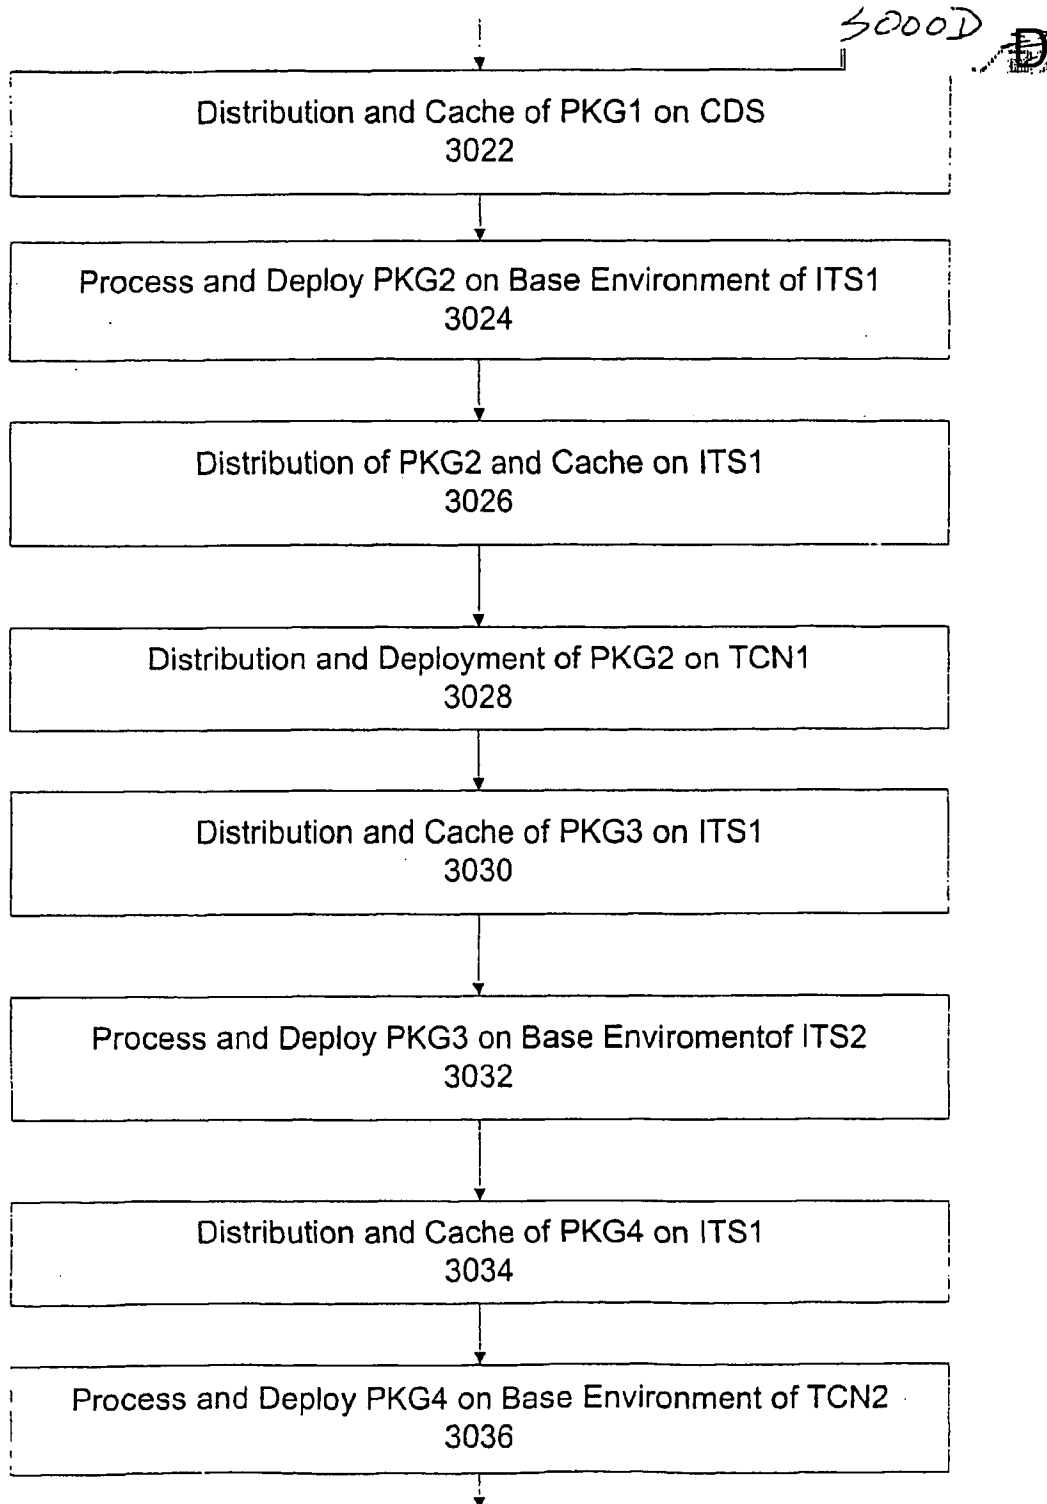 3000D
D
Distribution and Cache of PKG1 on CDS
3022
Process and Deploy PKG2 on Base Environment of ITS1
3024
Distribution of PKG2 and Cache on ITS1
3026
Distribution and Deployment of PKG2 on TCN1
3028
Distribution and Cache of PKG3 on ITS1
3030
Process and Deploy PKG3 on Base Enviromentof ITS2
3032
Distribution and Cache of PKG4 on ITS1
3034
Process and Deploy PKG4 on Base Environment of TCN2
3036